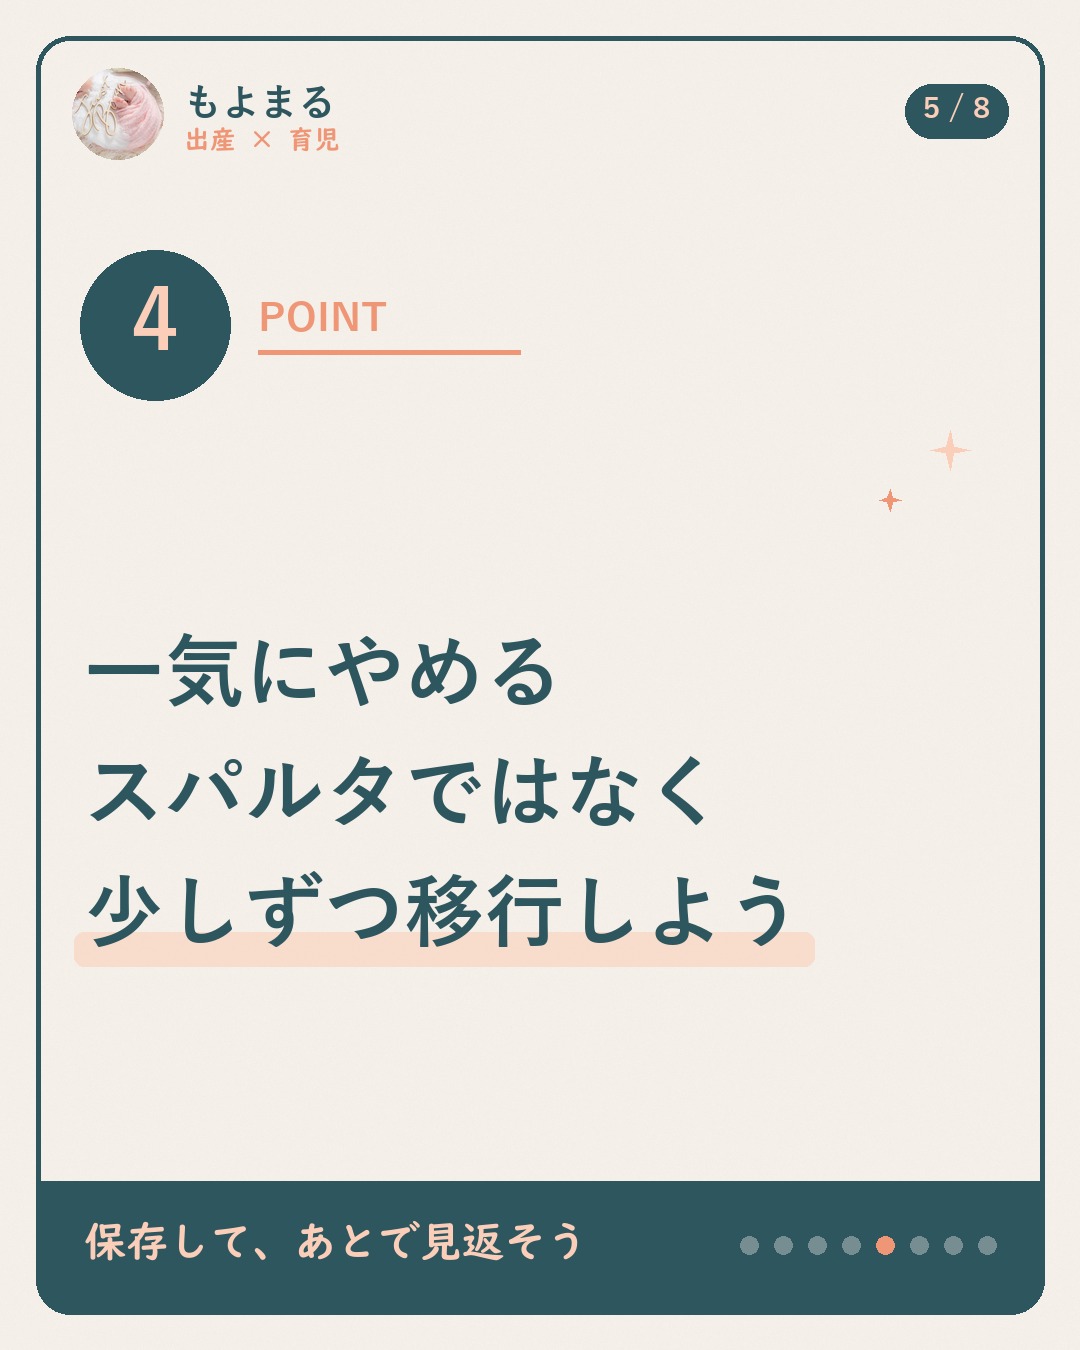 もよまる
出産 × 育児
5 / 8
4
POINT
一気にやめる
スパルタではなく
少しずつ移行しよう
保存して、あとで見返そう